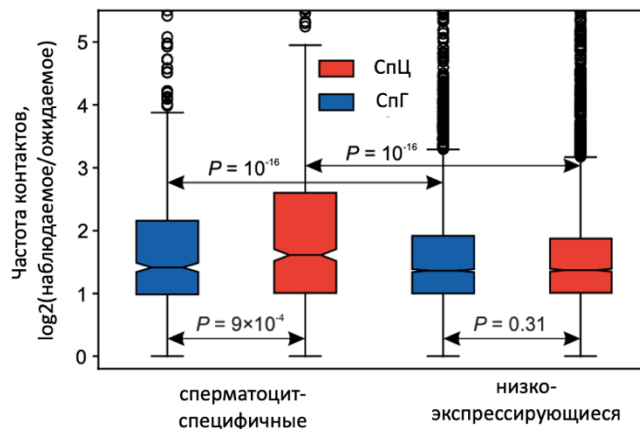 Частота контактов,
log2(наблюдаемое/ожидаемое)
5
4
3
2
1
0
СпЦ
СпГ
P = 10⁻¹⁶
P = 10⁻¹⁶
P = 9×10⁻⁴
P = 0.31
сперматоцит-
специфичные
низко-
экспрессирующиеся